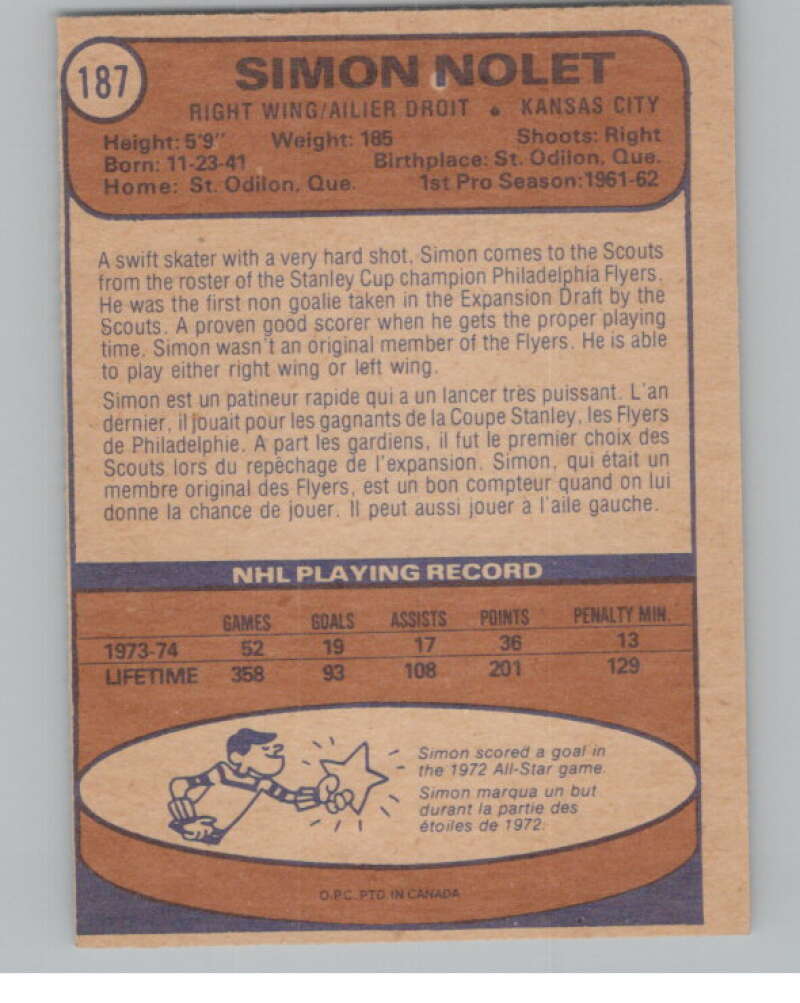 187
SIMON NOLET
RIGHT WING/AILIER DROIT • KANSAS CITY
Height: 5'9" Weight: 185 Shoots: Right
Born: 11-23-41 Birthplace: St. Odilon, Que.
Home: St. Odilon, Que. 1st Pro Season: 1961-62
A swift skater with a very hard shot, Simon comes to the Scouts
from the roster of the Stanley Cup champion Philadelphia Flyers.
He was the first non goalie taken in the Expansion Draft by the
Scouts. A proven good scorer when he gets the proper playing
time, Simon wasn't an original member of the Flyers. He is able
to play either right wing or left wing.
Simon est un patineur rapide qui a un lancer très puissant. L'an
dernier, il jouait pour les gagnants de la Coupe Stanley, les Flyers
de Philadelphie. A part les gardiens, il fut le premier choix des
Scouts lors du repêchage de l'expansion. Simon, qui était un
membre original des Flyers, est un bon compteur quand on lui
donne la chance de jouer. Il peut aussi jouer à l'aile gauche.
NHL PLAYING RECORD
GAMES GOALS ASSISTS POINTS PENALTY MIN.
1973-74 52 19 17 36 13
LIFETIME 358 93 108 201 129
Simon scored a goal in
the 1972 All-Star game.
Simon marqua un but
durant la partie des
étoiles de 1972.
O.P.C. PTD. IN CANADA